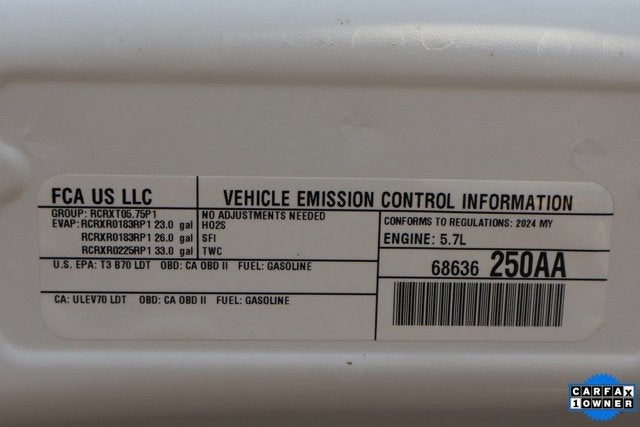 FCA US LLC
VEHICLE EMISSION CONTROL INFORMATION
GROUP: RCRXT05.75P1
EVAP: RCRXR0183RP1 23.0 gal
RCRXR0183RP1 26.0 gal
RCRXR0225RP1 33.0 gal
NO ADJUSTMENTS NEEDED
HO2S
SFI
TWC
CONFORMS TO REGULATIONS: 2024 MY
ENGINE: 5.7L
U.S. EPA: T3 B70 LDT OBD: CA OBD II FUEL: GASOLINE
CA: ULEV70 LDT OBD: CA OBD II FUEL: GASOLINE
68636 250AA
CARFAX
1 OWNER